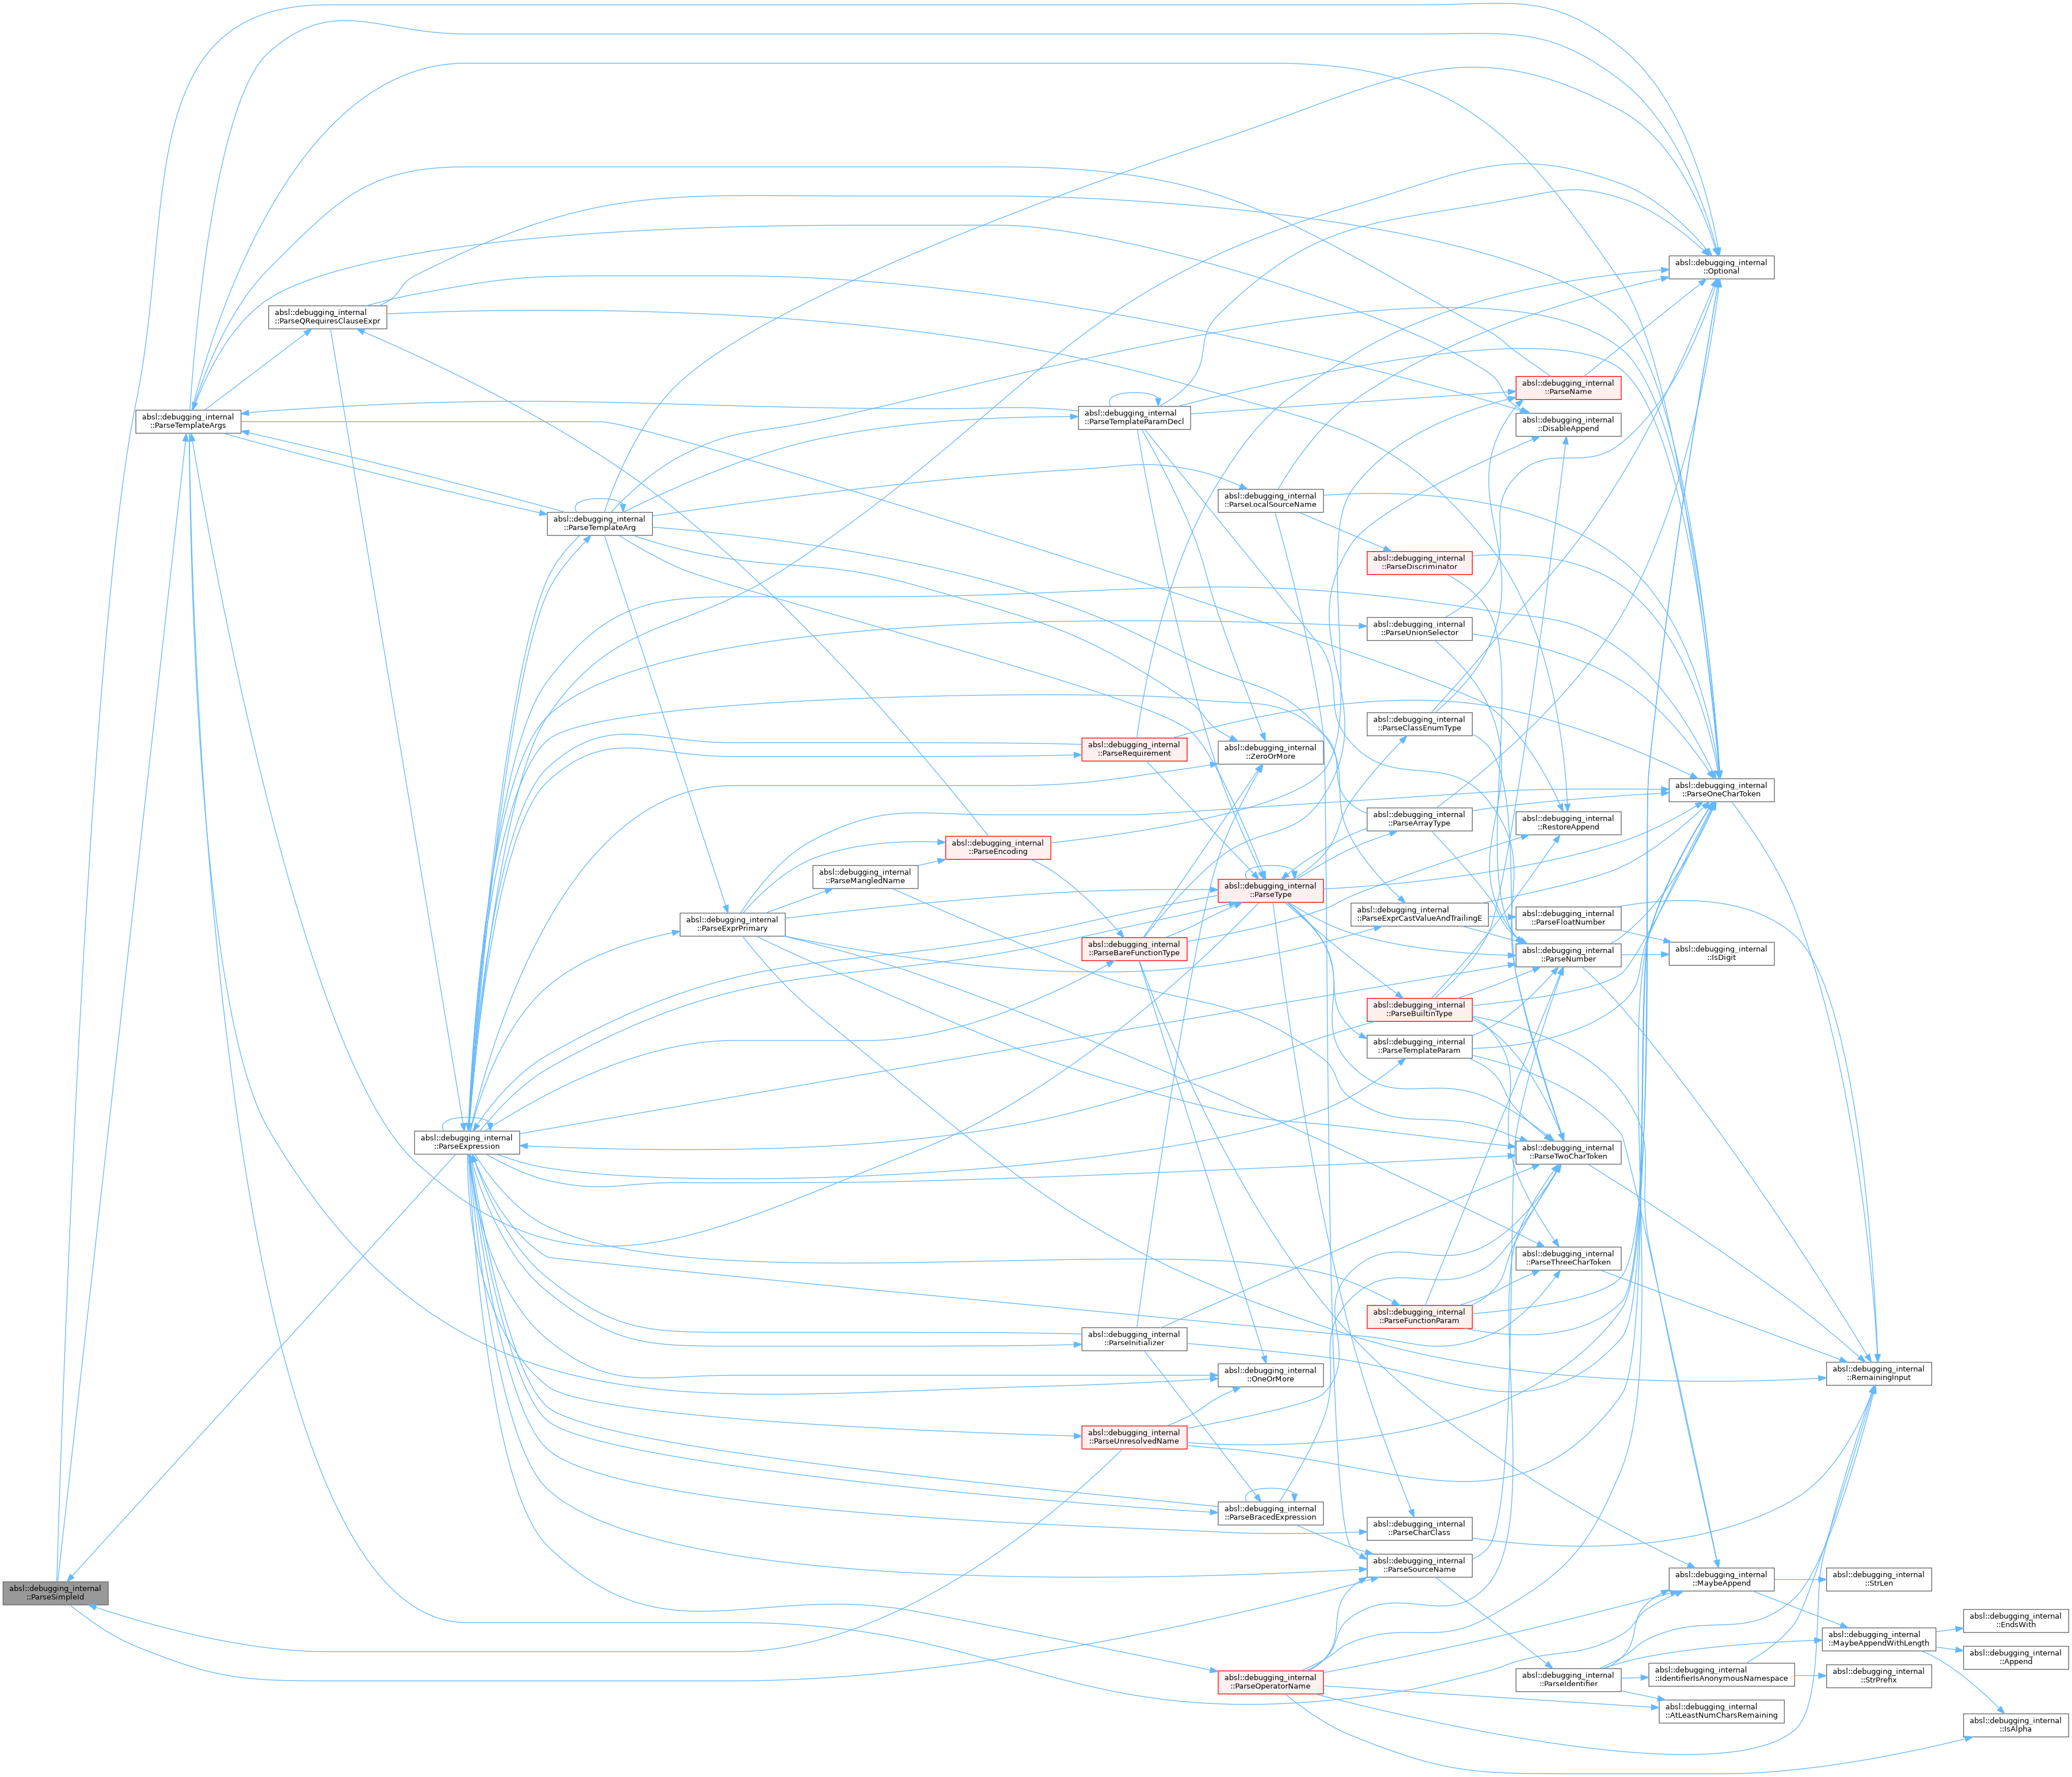 absl::debugging_internal
::Optional
absl::debugging_internal
::ParseQRequiresClauseExpr
absl::debugging_internal
::ParseName
absl::debugging_internal
::ParseTemplateArgs
absl::debugging_internal
::ParseTemplateParamDecl
absl::debugging_internal
::DisableAppend
absl::debugging_internal
::ParseLocalSourceName
absl::debugging_internal
::ParseTemplateArg
absl::debugging_internal
::ParseDiscriminator
absl::debugging_internal
::ParseUnionSelector
absl::debugging_internal
::ParseClassEnumType
absl::debugging_internal
::ParseRequirement
absl::debugging_internal
::ZeroOrMore
absl::debugging_internal
::ParseOneCharToken
absl::debugging_internal
::ParseArrayType
absl::debugging_internal
::RestoreAppend
absl::debugging_internal
::ParseEncoding
absl::debugging_internal
::ParseMangledName
absl::debugging_internal
::ParseType
absl::debugging_internal
::ParseExprPrimary
absl::debugging_internal
::ParseExprCastValueAndTrailingE
absl::debugging_internal
::ParseFloatNumber
absl::debugging_internal
::ParseBareFunctionType
absl::debugging_internal
::ParseNumber
absl::debugging_internal
::IsDigit
absl::debugging_internal
::ParseBuiltinType
absl::debugging_internal
::ParseTemplateParam
absl::debugging_internal
::ParseExpression
absl::debugging_internal
::ParseTwoCharToken
absl::debugging_internal
::ParseThreeCharToken
absl::debugging_internal
::ParseFunctionParam
absl::debugging_internal
::ParseInitializer
absl::debugging_internal
::OneOrMore
absl::debugging_internal
::RemainingInput
absl::debugging_internal
::ParseUnresolvedName
absl::debugging_internal
::ParseBracedExpression
absl::debugging_internal
::ParseCharClass
absl::debugging_internal
::ParseSourceName
absl::debugging_internal
::MaybeAppend
absl::debugging_internal
::StrLen
absl::debugging_internal
::ParseSimpleId
absl::debugging_internal
::EndsWith
absl::debugging_internal
::MaybeAppendWithLength
absl::debugging_internal
::Append
absl::debugging_internal
::ParseOperatorName
absl::debugging_internal
::ParseIdentifier
absl::debugging_internal
::IdentifierIsAnonymousNamespace
absl::debugging_internal
::StrPrefix
absl::debugging_internal
::AtLeastNumCharsRemaining
absl::debugging_internal
::IsAlpha